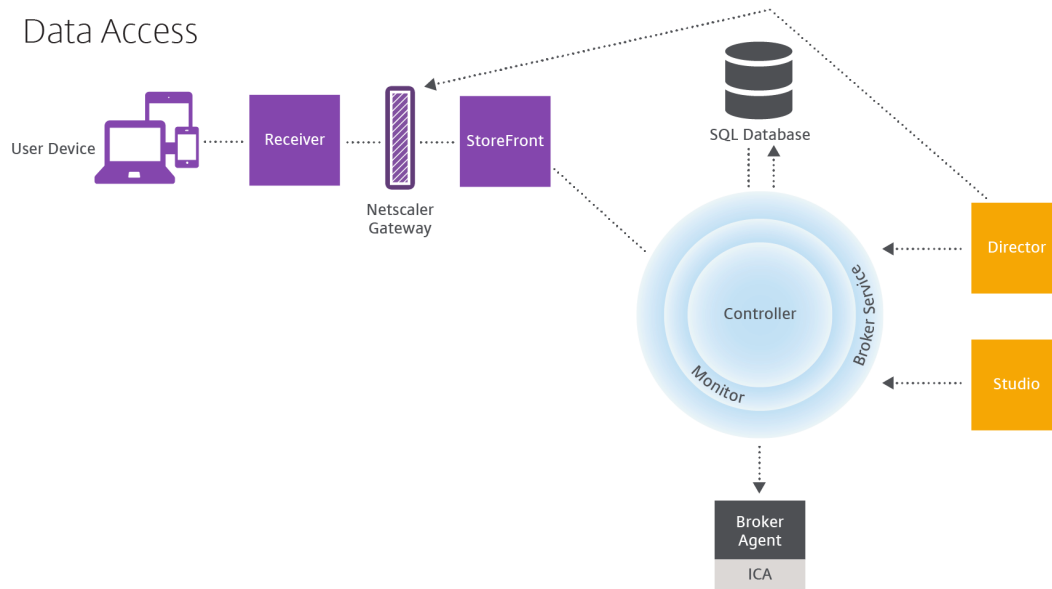 Data Access
User Device
Receiver
Netscaler
Gateway
StoreFront
SQL Database
Controller
Monitor
Broker Service
Director
Studio
Broker
Agent
ICA